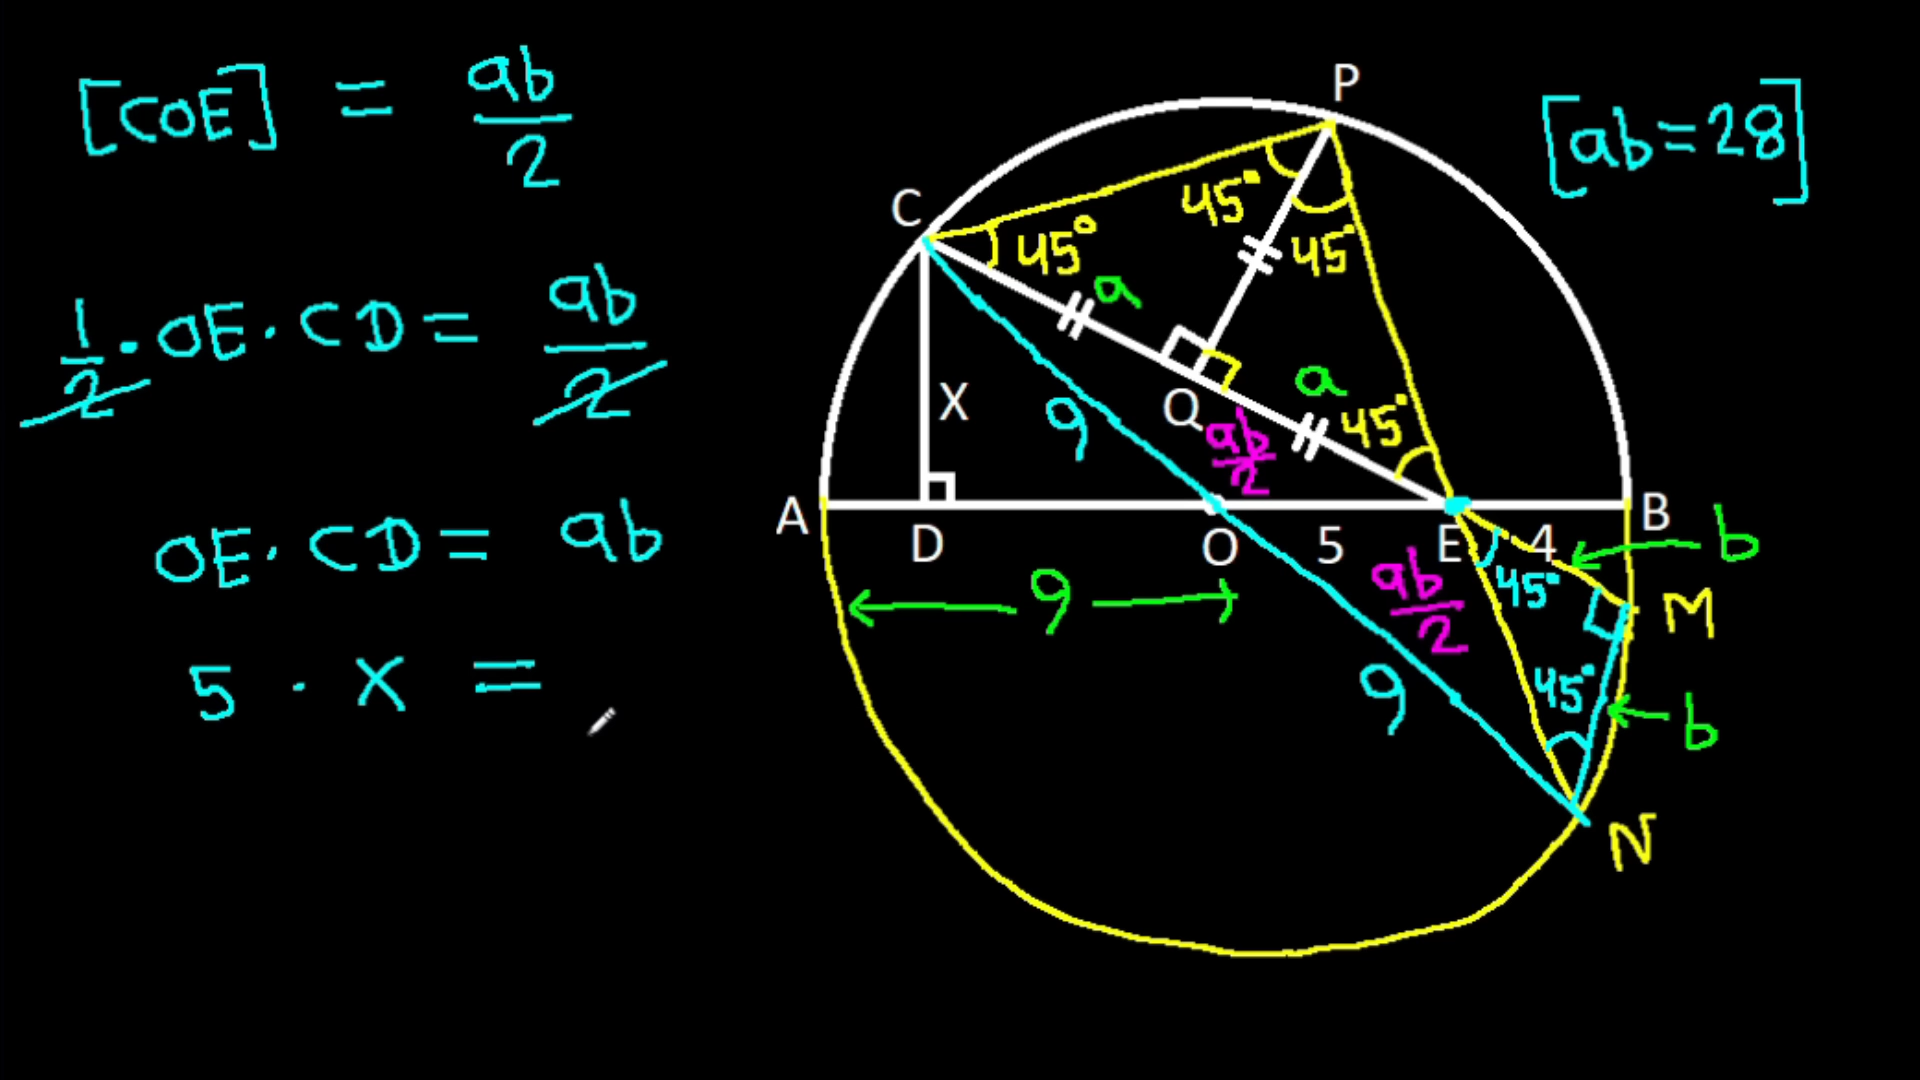 [COE] = ab/2
1/2 · OE · CD = ab/2
OE · CD = ab
5 · x =
[ab=28]
P
C
45°
45°
45°
a
X
9
Q
a
45°
ab/2
A
D
O
5
E
4
B
b
9
ab/2
45°
M
9
45°
b
N